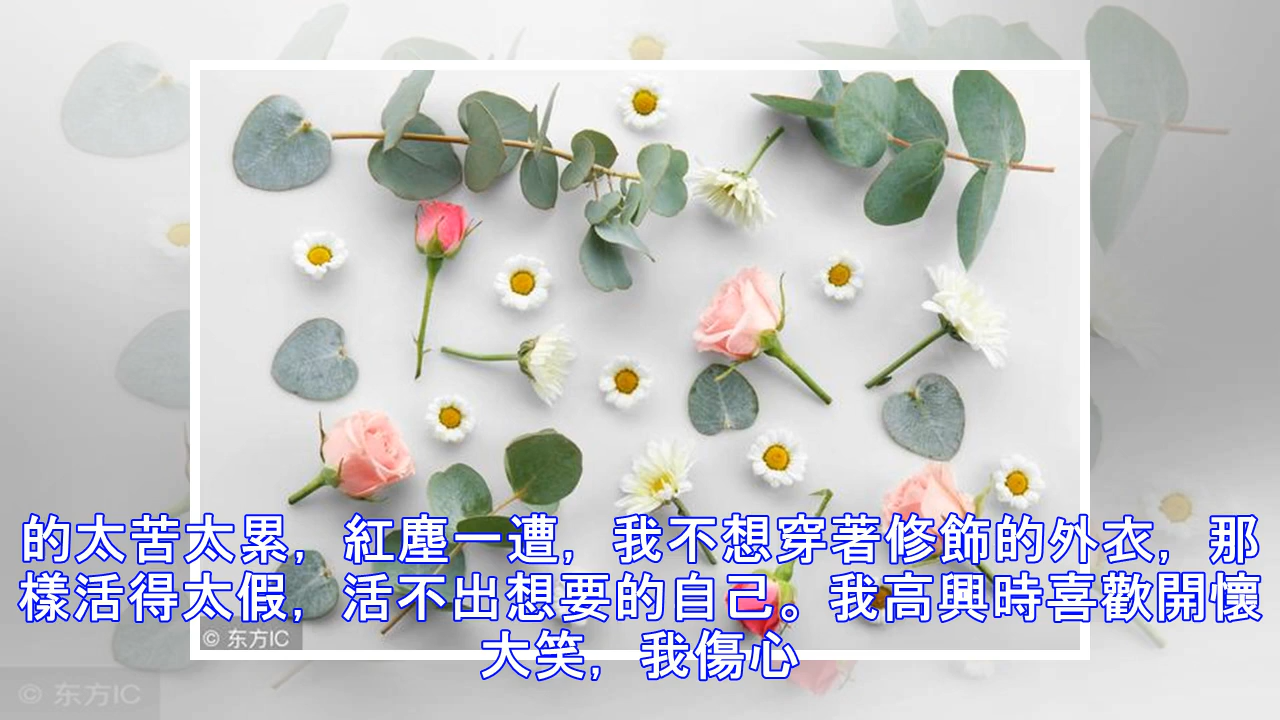 的太苦太累，紅塵一遭，我不想穿著修飾的外衣，那
樣活得太假，活不出想要的自己。我高興時喜歡開懷
大笑，我傷心
© 东方IC
© 东方IC